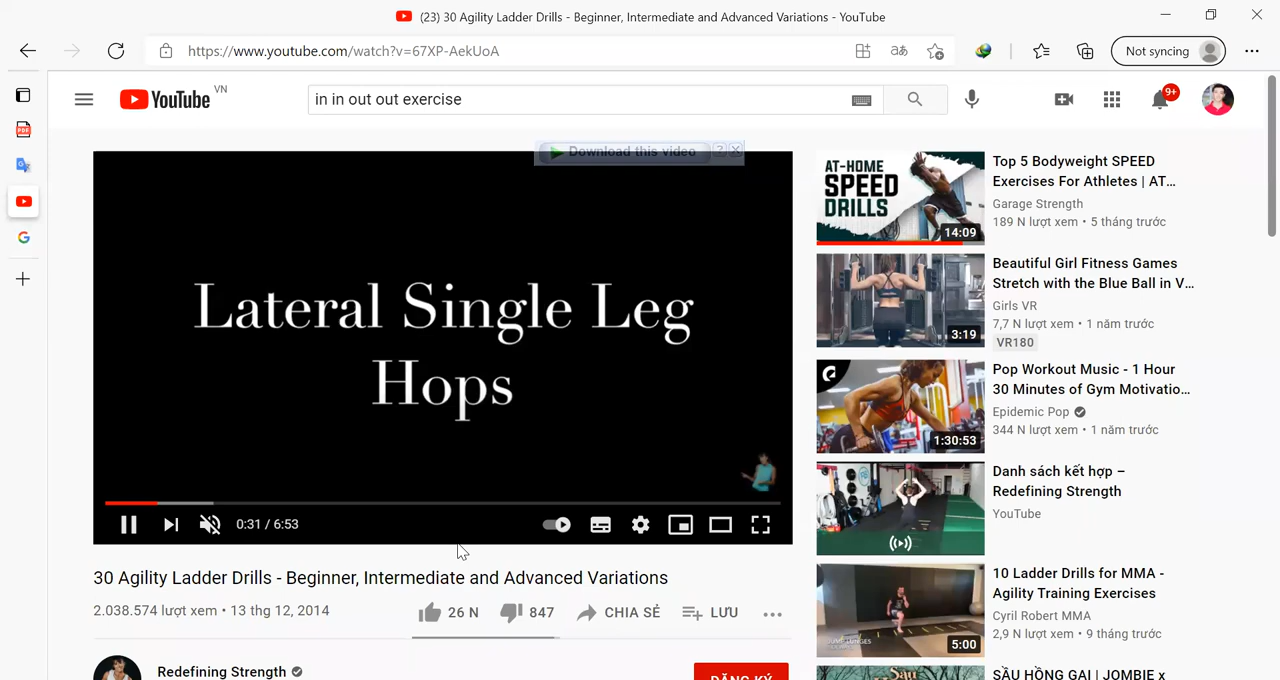 (23) 30 Agility Ladder Drills - Beginner, Intermediate and Advanced Variations - YouTube
https://www.youtube.com/watch?v=67XP-AekUoA
Not syncing
YouTube VN
in in out out exercise
9+
Download this video
Lateral Single Leg
Hops
0:31 / 6:53
30 Agility Ladder Drills - Beginner, Intermediate and Advanced Variations
2.038.574 lượt xem • 13 thg 12, 2014
26 N
847
CHIA SẺ
LƯU
Redefining Strength
ĐĂNG KÝ
AT-HOME
SPEED
DRILLS
14:09
Top 5 Bodyweight SPEED
Exercises For Athletes | AT...
Garage Strength
189 N lượt xem • 5 tháng trước
3:19
Beautiful Girl Fitness Games
Stretch with the Blue Ball in V...
Girls VR
7,7 N lượt xem • 1 năm trước
VR180
1:30:53
Pop Workout Music - 1 Hour
30 Minutes of Gym Motivatio...
Epidemic Pop
344 N lượt xem • 1 năm trước
Danh sách kết hợp –
Redefining Strength
YouTube
JUMP LUNGES
5:00
10 Ladder Drills for MMA -
Agility Training Exercises
Cyril Robert MMA
2,9 N lượt xem • 9 tháng trước
SẦU HỒNG GAI | JOMBIE x